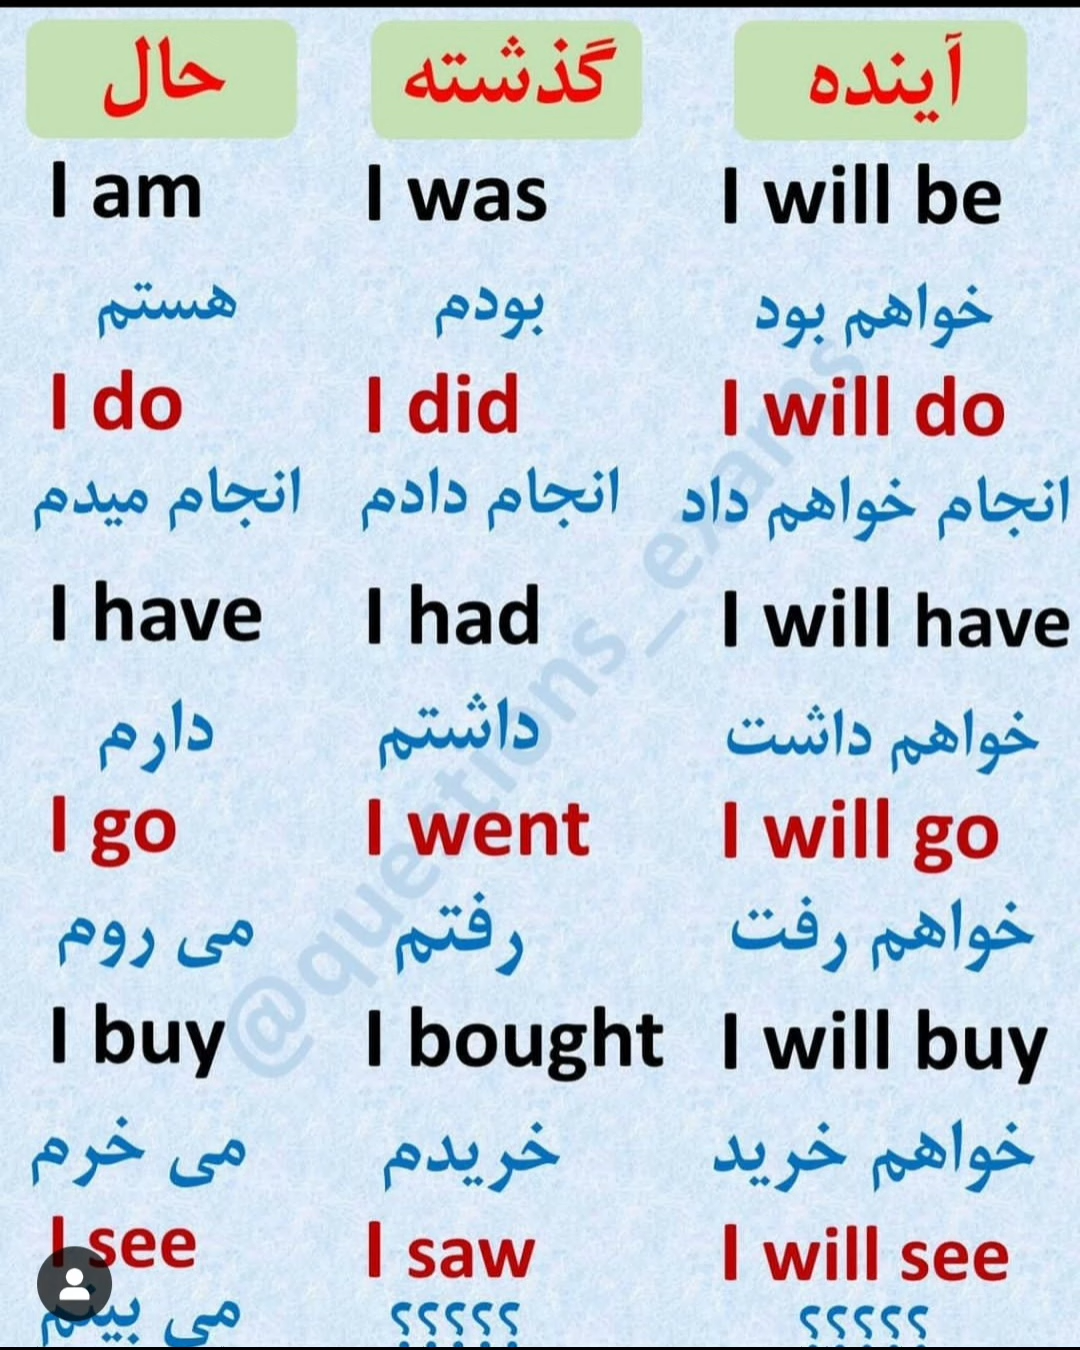 حال گذشته آینده
I am I was I will be
هستم بودم خواهم بود
I do I did I will do
انجام میدم انجام دادم انجام خواهم داد
I have I had I will have
دارم داشتم خواهم داشت
I go I went I will go
می روم رفتم خواهم رفت
I buy I bought I will buy
می خرم خریدم خواهم خرید
I see I saw I will see
می بینم ؟؟؟؟؟ ؟؟؟؟؟
@questions_exams